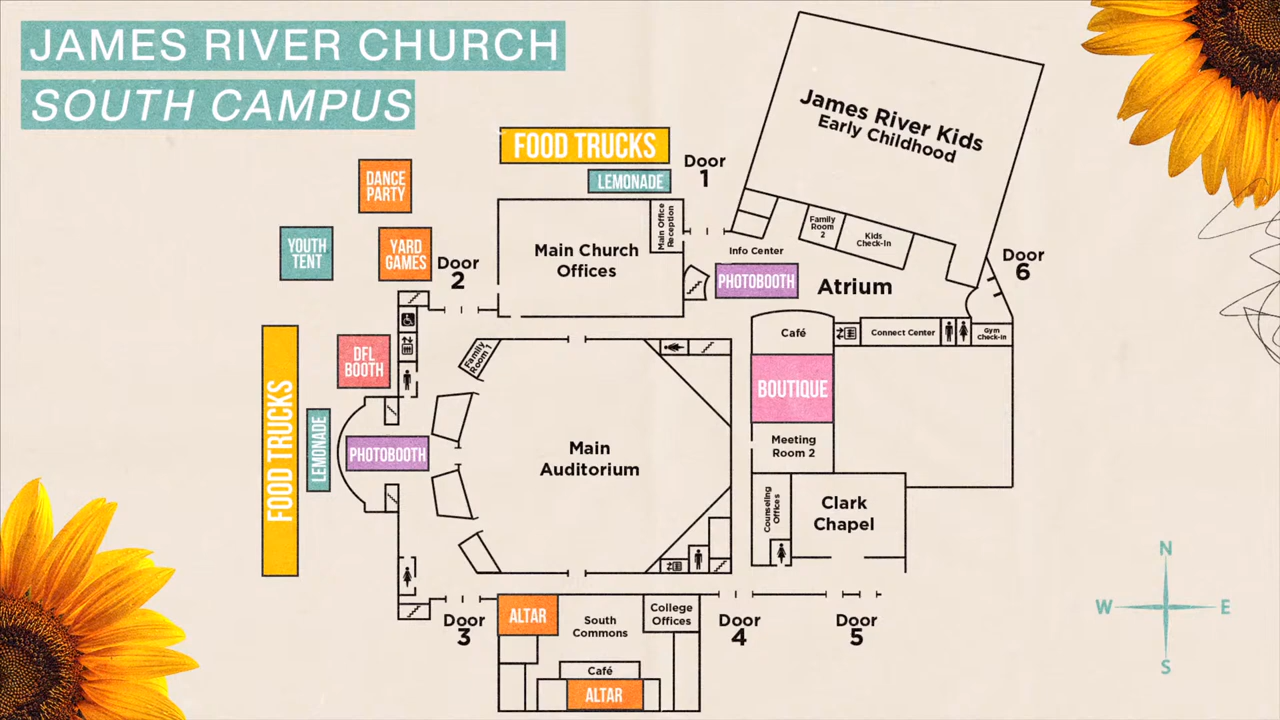 JAMES RIVER CHURCH
SOUTH CAMPUS
FOOD TRUCKS
LEMONADE
Door
1
James River Kids
Early Childhood
DANCE
PARTY
YOUTH
TENT
YARD
GAMES
Door
2
Main Church
Offices
Main Office
Reception
Info Center
PHOTOBOOTH
Family
Room
2
Kids
Check-In
Atrium
Door
6
DFL
BOOTH
Family
Room 1
Café
Connect Center
Gym
Check-In
BOUTIQUE
FOOD TRUCKS
LEMONADE
PHOTOBOOTH
Main
Auditorium
Meeting
Room 2
Counseling
Offices
Clark
Chapel
Door
3
ALTAR
South
Commons
College
Offices
Door
4
Door
5
Café
ALTAR
N
W
E
S